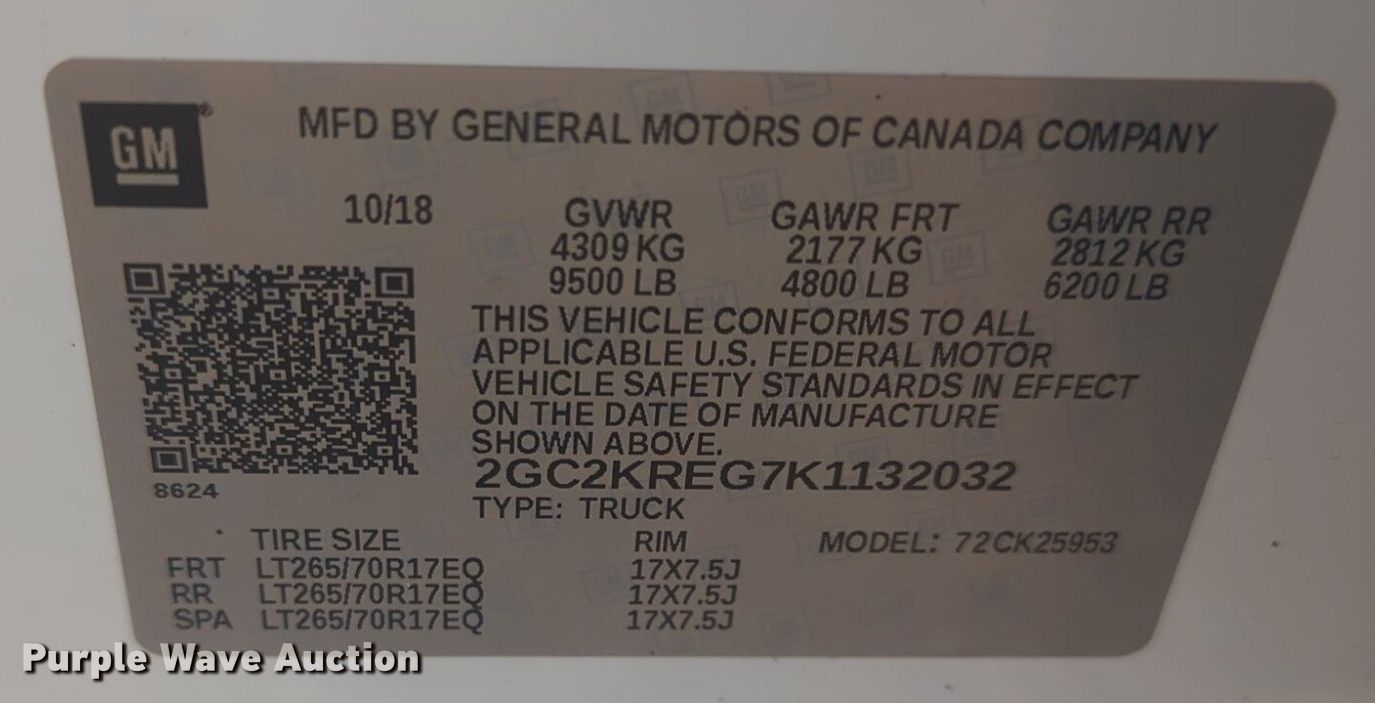 GM
MFD BY GENERAL MOTORS OF CANADA COMPANY
10/18 GVWR GAWR FRT GAWR RR
4309 KG 2177 KG 2812 KG
9500 LB 4800 LB 6200 LB
THIS VEHICLE CONFORMS TO ALL
APPLICABLE U.S. FEDERAL MOTOR
VEHICLE SAFETY STANDARDS IN EFFECT
ON THE DATE OF MANUFACTURE
SHOWN ABOVE.
2GC2KREG7K1132032
8624
TYPE: TRUCK
TIRE SIZE RIM MODEL: 72CK25953
FRT LT265/70R17EQ 17X7.5J
RR LT265/70R17EQ 17X7.5J
SPA LT265/70R17EQ 17X7.5J
Purple Wave Auction